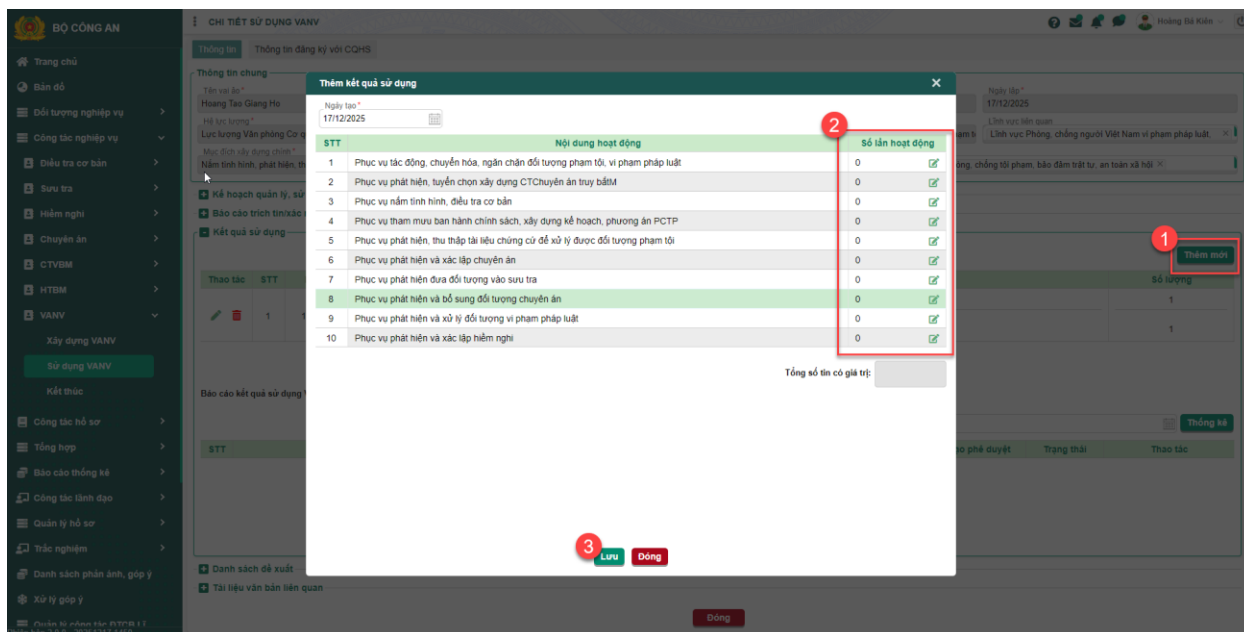 BỘ CÔNG AN
CHI TIẾT SỬ DỤNG VANV
Hoàng Bá Kiên
Trang chủ
Bản đồ
Đối tượng nghiệp vụ
Công tác nghiệp vụ
Điều tra cơ bản
Sưu tra
Hiềm nghi
Chuyên án
CTVBM
HTBM
VANV
Xây dựng VANV
Sử dụng VANV
Kết thúc
Công tác hồ sơ
Tổng hợp
Báo cáo thống kê
Công tác lãnh đạo
Quản lý hồ sơ
Trắc nghiệm
Danh sách phản ánh, góp ý
Xử lý góp ý
Thông tin Thông tin đăng ký với CQHS
Thông tin chung
Tên vai ảo *
Hoang Tao Giang Ho
Hệ lực lượng *
Lực lượng Văn phòng Cơ q
Mục đích xây dựng chính *
Nắm tình hình, phát hiện, th
Ngày lập *
17/12/2025
Lĩnh vực liên quan
Lĩnh vực Phòng, chống người Việt Nam vi phạm pháp luật. ×
òng, chống tội phạm, bảo đảm trật tự, an toàn xã hội ×
Kế hoạch quản lý, sử
Báo cáo trích tin/xác
Kết quả sử dụng
1
Thêm mới
Thao tác STT
Số lượng
1
1 1
1
Báo cáo kết quả sử dụng
Thống kê
STT
ạo phê duyệt Trạng thái Thao tác
Danh sách đề xuất
Tài liệu văn bản liên quan
Đóng
Thêm kết quả sử dụng ×
Ngày tạo *
17/12/2025
2
STT Nội dung hoạt động Số lần hoạt động
1 Phục vụ tác động, chuyển hóa, ngăn chặn đối tượng phạm tội, vi phạm pháp luật 0
2 Phục vụ phát hiện, tuyển chọn xây dựng CTChuyên án truy bắtM 0
3 Phục vụ nắm tình hình, điều tra cơ bản 0
4 Phục vụ tham mưu ban hành chính sách, xây dựng kế hoạch, phương án PCTP 0
5 Phục vụ phát hiện, thu thập tài liệu chứng cứ để xử lý được đối tượng phạm tội 0
6 Phục vụ phát hiện và xác lập chuyên án 0
7 Phục vụ phát hiện đưa đối tượng vào sưu tra 0
8 Phục vụ phát hiện và bổ sung đối tượng chuyên án 0
9 Phục vụ phát hiện và xử lý đối tượng vi phạm pháp luật 0
10 Phục vụ phát hiện và xác lập hiềm nghi 0
Tổng số tin có giá trị:
3
Lưu Đóng